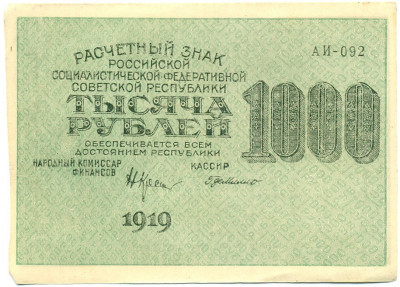 РАСЧЕТНЫЙ ЗНАК
АИ-092
РОССИЙСКОЙ
СОЦИАЛИСТИЧЕСКОЙ ФЕДЕРАТИВНОЙ
СОВЕТСКОЙ РЕСПУБЛИКИ
ТЫСЯЧА
РУБЛЕЙ
1000
ОБЕСПЕЧИВАЕТСЯ ВСЕМ
ДОСТОЯНИЕМ РЕСПУБЛИКИ
НАРОДНЫЙ КОМИССАР
ФИНАНСОВ
КАССИР
1919